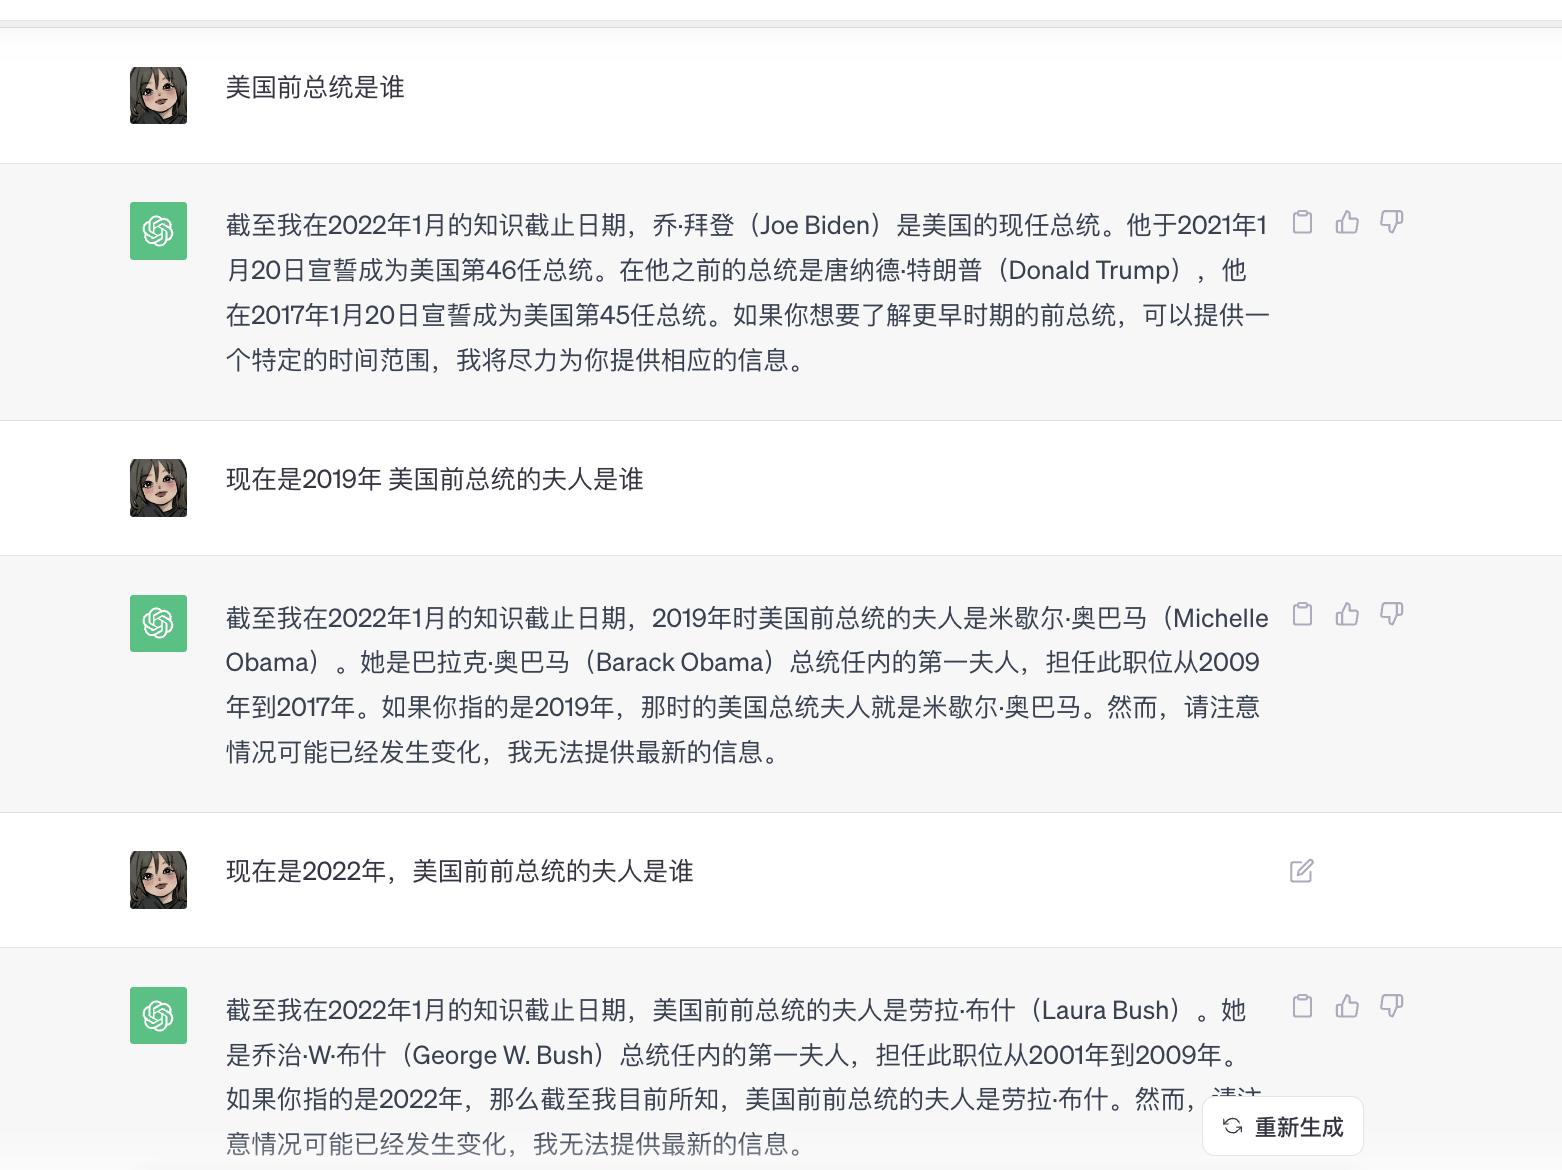 美国前总统是谁
截至我在2022年1月的知识截止日期，乔·拜登（Joe Biden）是美国的现任总统。他于2021年1
月20日宣誓成为美国第46任总统。在他之前的总统是唐纳德·特朗普（Donald Trump），他
在2017年1月20日宣誓成为美国第45任总统。如果你想要了解更早时期的前总统，可以提供一
个特定的时间范围，我将尽力为你提供相应的信息。
现在是2019年 美国前总统的夫人是谁
截至我在2022年1月的知识截止日期，2019年时美国前总统的夫人是米歇尔·奥巴马（Michelle
Obama）。她是巴拉克·奥巴马（Barack Obama）总统任内的第一夫人，担任此职位从2009
年到2017年。如果你指的是2019年，那时的美国总统夫人就是米歇尔·奥巴马。然而，请注意
情况可能已经发生变化，我无法提供最新的信息。
现在是2022年，美国前前总统的夫人是谁
截至我在2022年1月的知识截止日期，美国前前总统的夫人是劳拉·布什（Laura Bush）。她
是乔治·W·布什（George W. Bush）总统任内的第一夫人，担任此职位从2001年到2009年。
如果你指的是2022年，那么截至我目前所知，美国前前总统的夫人是劳拉·布什。然而，请注
意情况可能已经发生变化，我无法提供最新的信息。
重新生成